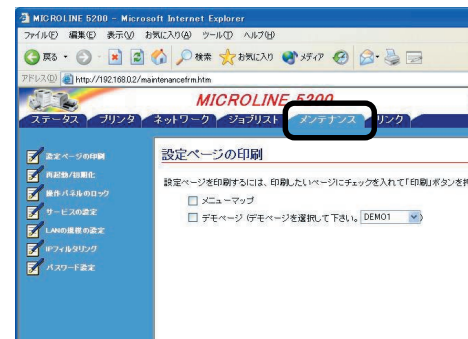 MICROLINE 5200 - Microsoft Internet Explorer
ファイル(F) 編集(E) 表示(V) お気に入り(A) ツール(T) ヘルプ(H)
戻る 検索 お気に入り メディア
アドレス(D) http://192.168.0.2/maintenancefrm.htm
MICROLINE 5200
ステータス プリンタ ネットワーク ジョブリスト メンテナンス リンク
設定ページの印刷
再起動/初期化
操作パネルのロック
サービスの設定
LANの規模の設定
IPフィルタリング
パスワード設定
設定ページの印刷
設定ページを印刷するには、印刷したいページにチェックを入れて「印刷」ボタンを押
メニューマップ
デモページ (デモページを選択して下さい。 DEMO1 )